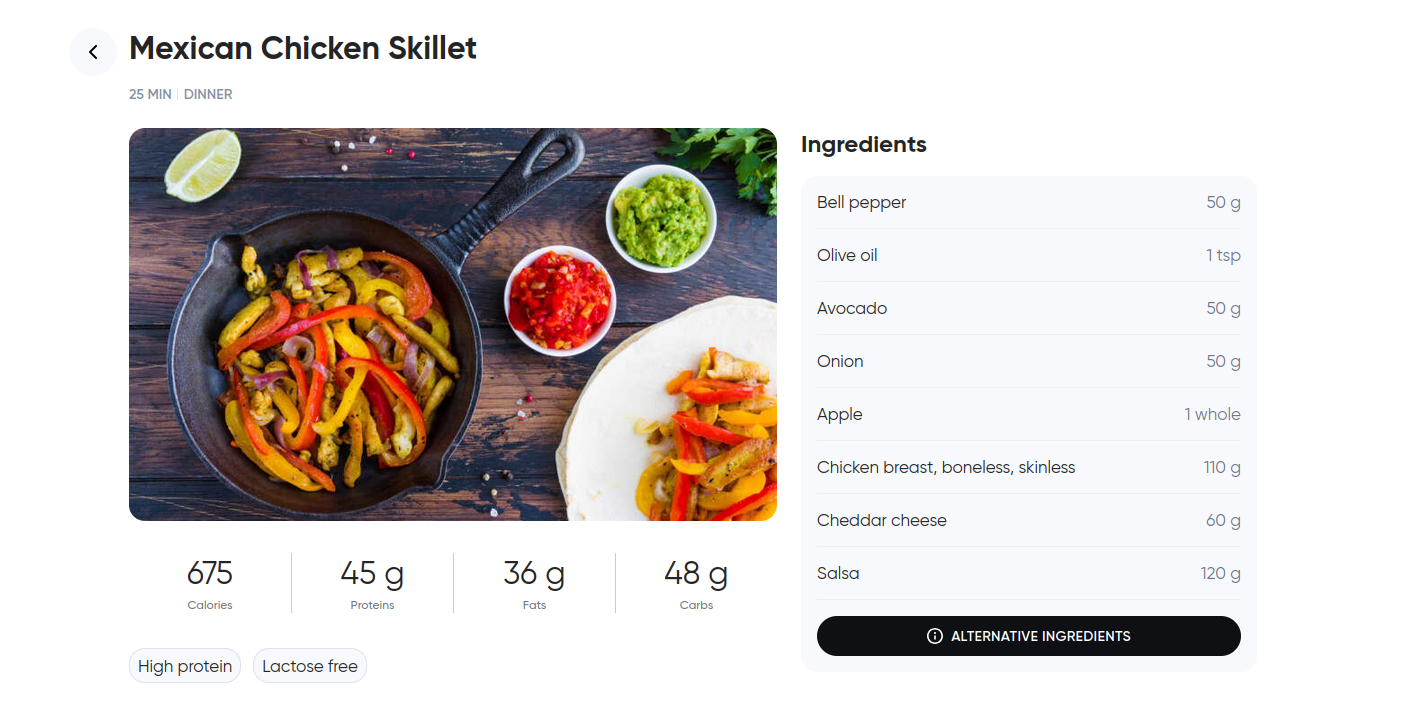 Mexican Chicken Skillet
25 MIN | DINNER
Ingredients
Bell pepper 50 g
Olive oil 1 tsp
Avocado 50 g
Onion 50 g
Apple 1 whole
Chicken breast, boneless, skinless 110 g
Cheddar cheese 60 g
Salsa 120 g
ALTERNATIVE INGREDIENTS
675 45 g 36 g 48 g
Calories Proteins Fats Carbs
High protein Lactose free